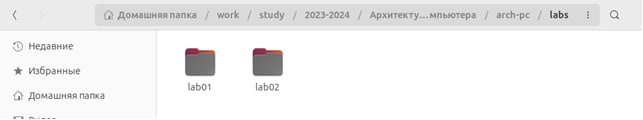 Домашняя папка / work / study / 2023-2024 / Архитекту…мпьютера / arch-pc / labs
Недавние
Избранные
Домашняя папка
lab01 lab02